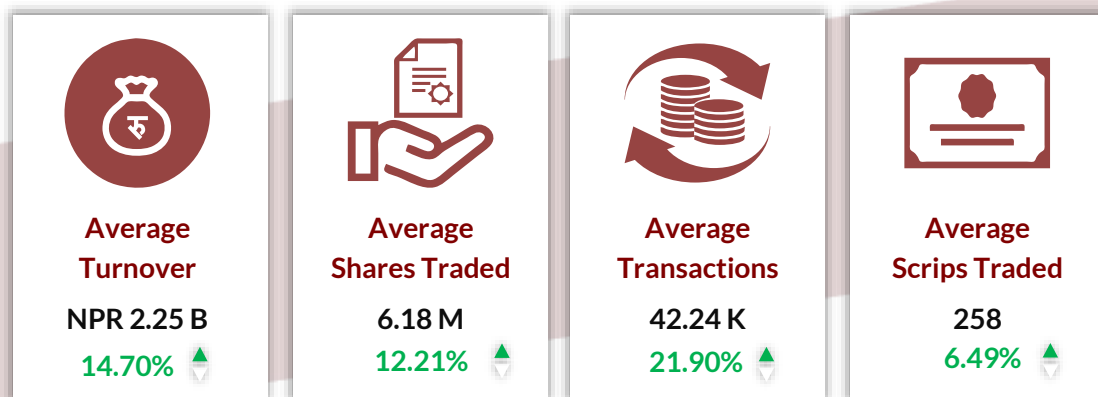 रु
Average
Turnover
NPR 2.25 B
14.70%
Average
Shares Traded
6.18 M
12.21%
Average
Transactions
42.24 K
21.90%
Average
Scrips Traded
258
6.49%